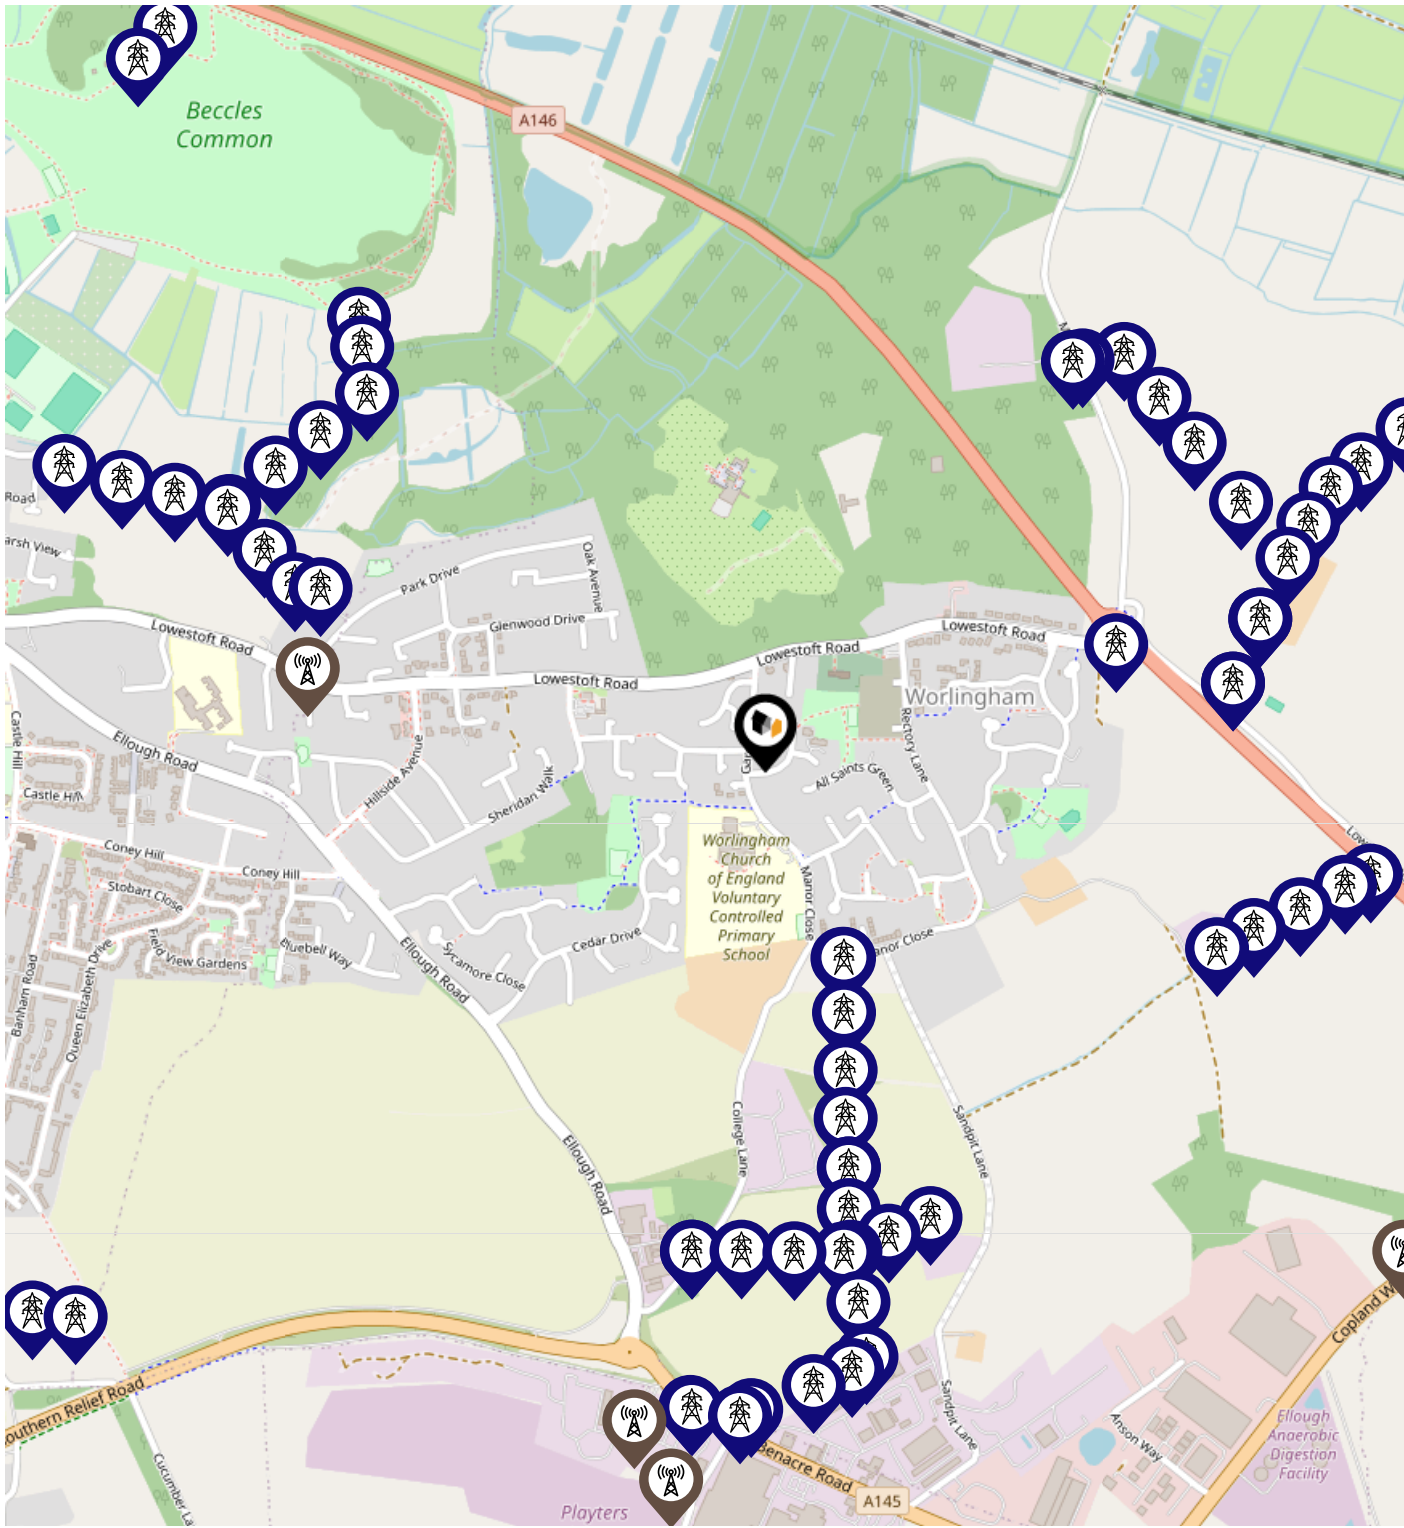 Beccles
Common
A146
Road
arsh View
Park Drive
Oak Avenue
Glenwood Drive
Lowestoft Road
Lowestoft Road
Lowestoft Road
Lowestoft Road
Worlingham
Castle Hill
Ellough Road
Hillside Avenue
Sheridan Walk
All Saints Green
Rectory Lane
Castle Hill
Coney Hill
Coney Hill
Stobart Close
Field View Gardens
Bluebell Way
Worlingham
Church
of England
Voluntary
Controlled
Primary
School
Manor Close
anor Close
Cedar Drive
Sycamore Close
Ellough Road
Banham Road
Queen Elizabeth Drive
College Lane
Sandpit Lane
Ellough Road
Copland W
outhern Relief Road
Cucumber La
Sandpit Lane
Anson Way
Ellough
Anaerobic
Digestion
Facility
Benacre Road
A145
Playters